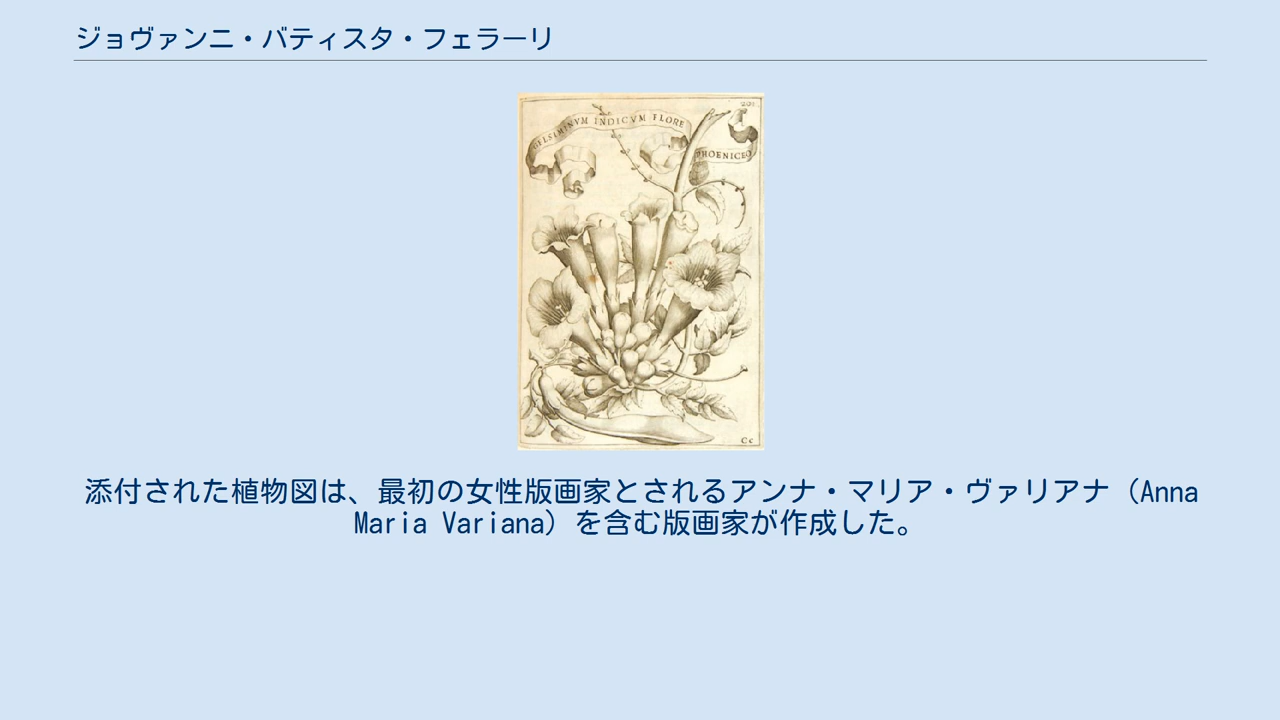 ジョヴァンニ・バティスタ・フェラーリ
GELSIMINVM INDICVM FLORE
PHOENICEO
201
Cc
添付された植物図は、最初の女性版画家とされるアンナ・マリア・ヴァリアナ（Anna
Maria Variana）を含む版画家が作成した。